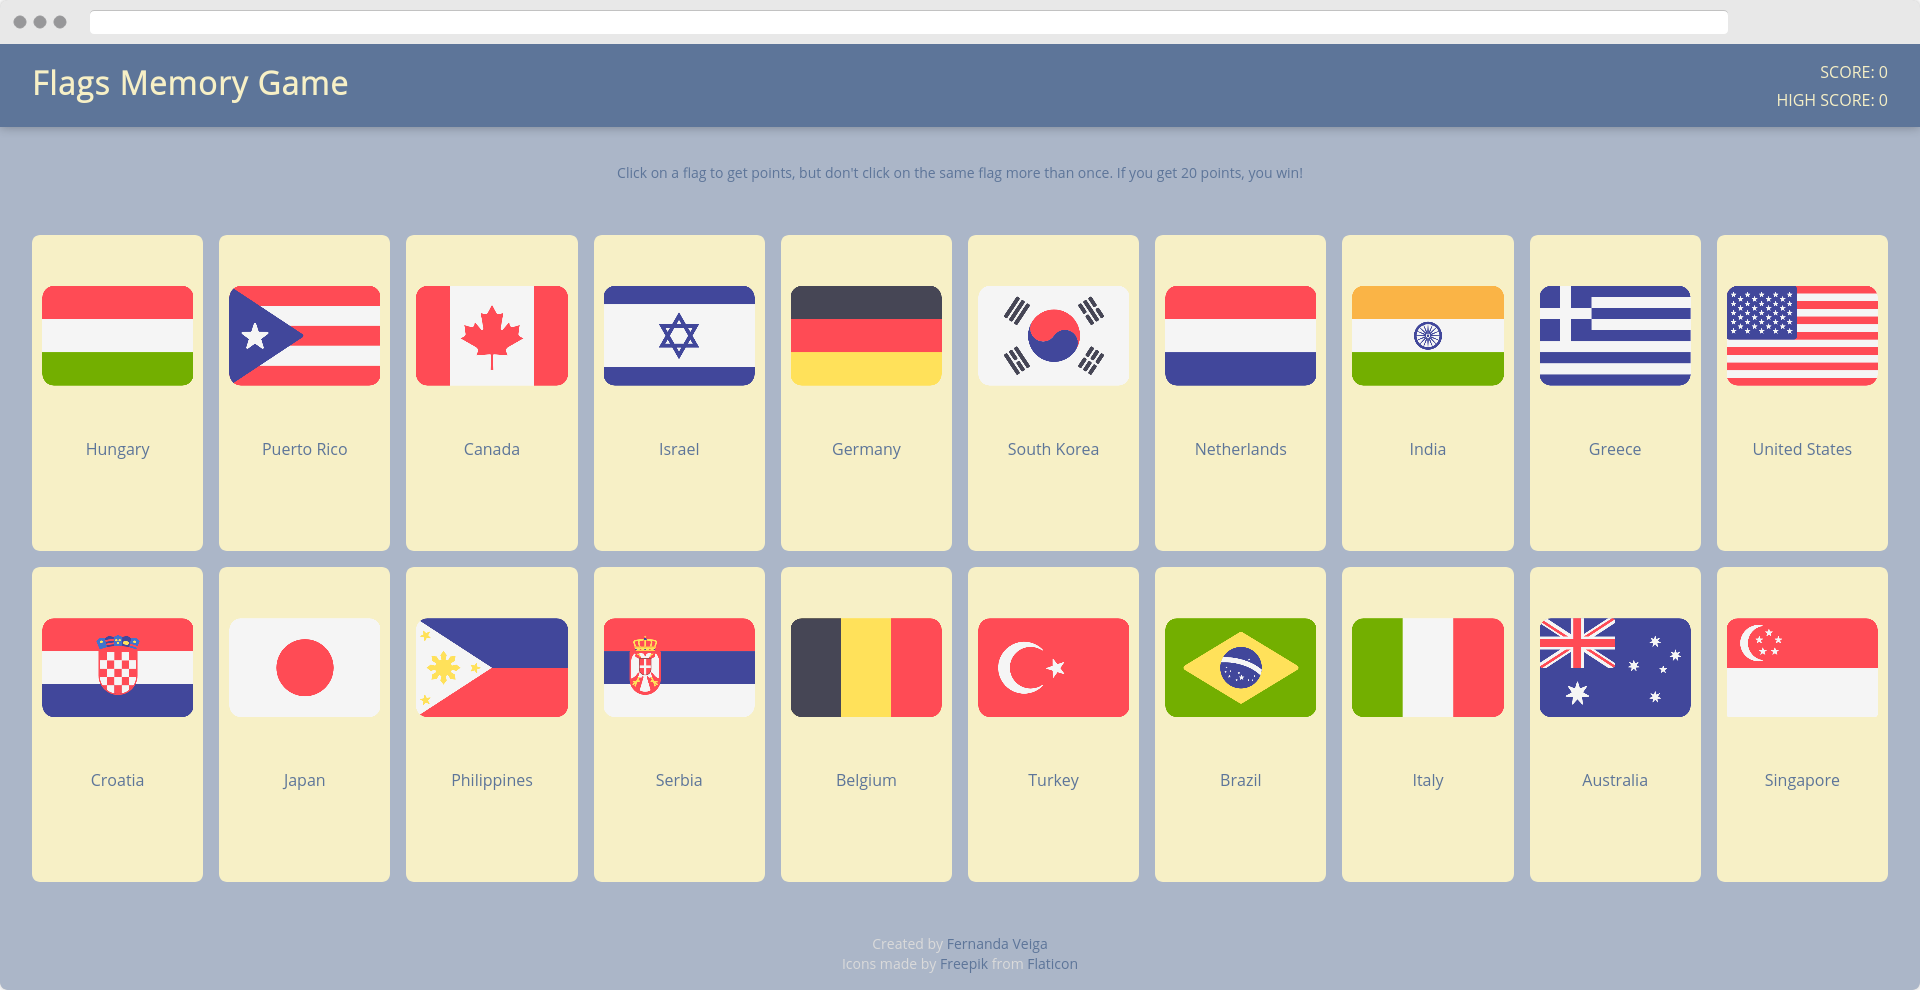 Flags Memory Game
SCORE: 0
HIGH SCORE: 0
Click on a flag to get points, but don't click on the same flag more than once. If you get 20 points, you win!
Hungary
Puerto Rico
Canada
Israel
Germany
South Korea
Netherlands
India
Greece
United States
Croatia
Japan
Philippines
Serbia
Belgium
Turkey
Brazil
Italy
Australia
Singapore
Created by Fernanda Veiga
Icons made by Freepik from Flaticon